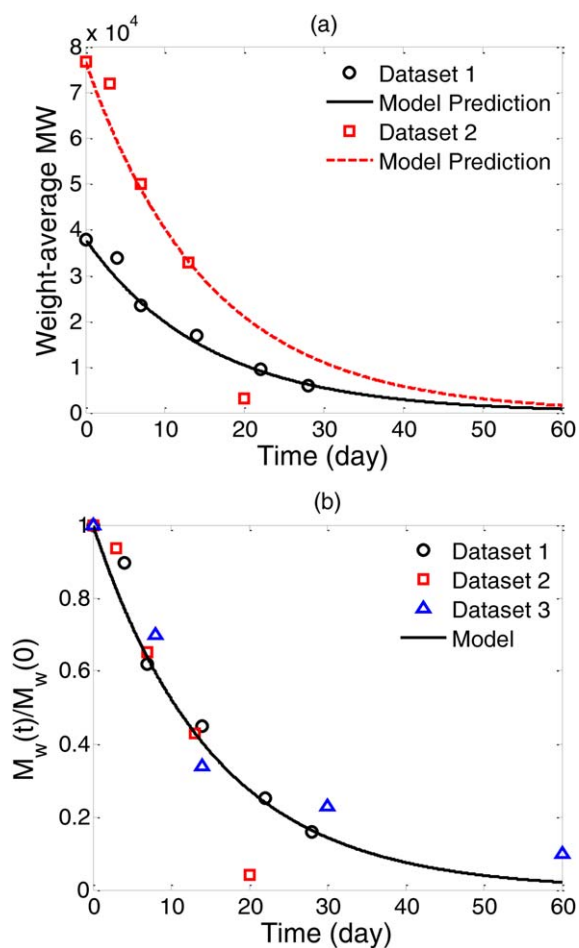 (a)
x 10^4
8
7
6
5
4
3
2
1
0
Weight-average MW
0 10 20 30 40 50 60
Time (day)
Dataset 1
Model Prediction
Dataset 2
Model Prediction
(b)
1
0.8
0.6
0.4
0.2
0
M_w(t)/M_w(0)
0 10 20 30 40 50 60
Time (day)
Dataset 1
Dataset 2
Dataset 3
Model